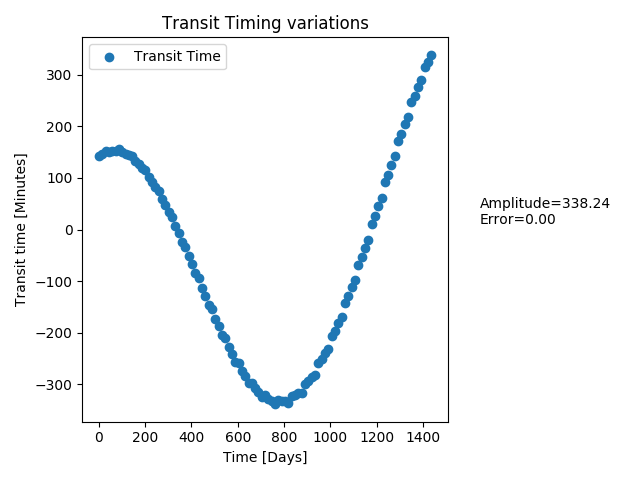 Transit Timing variations
Transit Time
Transit time [Minutes]
300
200
100
0
−100
−200
−300
0 200 400 600 800 1000 1200 1400
Time [Days]
Amplitude=338.24
Error=0.00